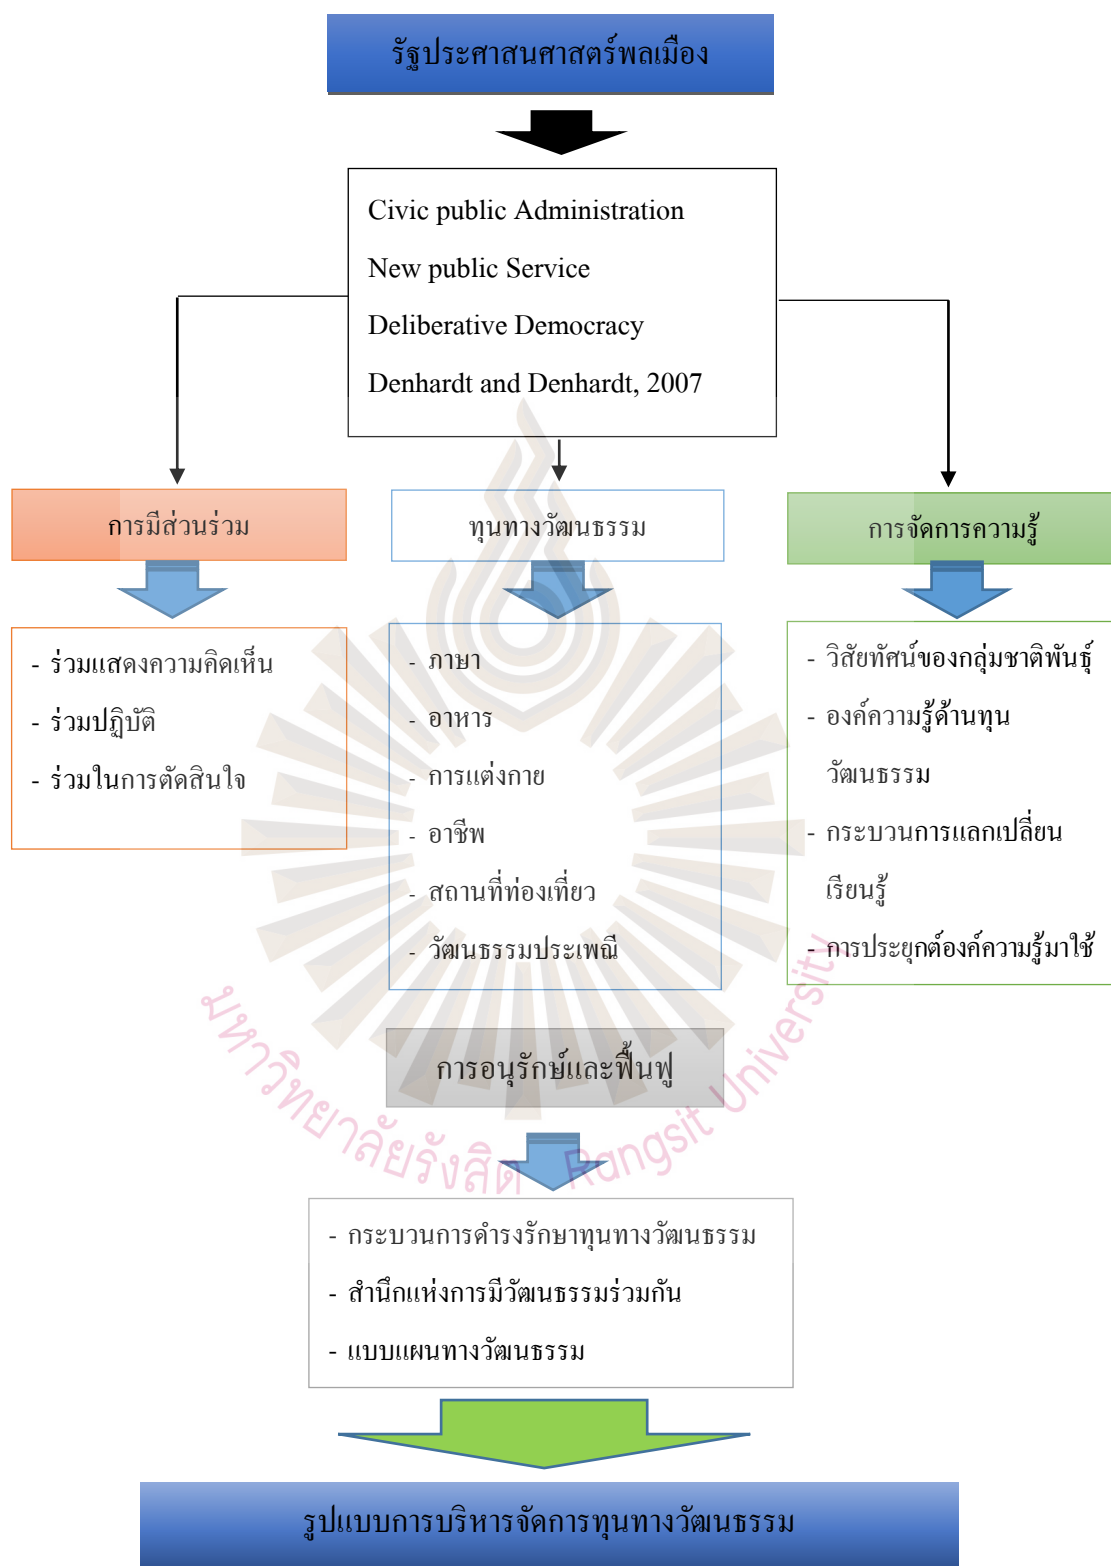 รัฐประศาสนศาสตร์พลเมือง
Civic public Administration
New public Service
Deliberative Democracy
Denhardt and Denhardt, 2007
การมีส่วนร่วม
- ร่วมแสดงความคิดเห็น
- ร่วมปฏิบัติ
- ร่วมในการตัดสินใจ
ทุนทางวัฒนธรรม
- ภาษา
- อาหาร
- การแต่งกาย
- อาชีพ
- สถานที่ท่องเที่ยว
- วัฒนธรรมประเพณี
การจัดการความรู้
- วิสัยทัศน์ของกลุ่มชาติพันธุ์
- องค์ความรู้ด้านทุน
วัฒนธรรม
- กระบวนการแลกเปลี่ยน
เรียนรู้
- การประยุกต์องค์ความรู้มาใช้
การอนุรักษ์และฟื้นฟู
- กระบวนการดำรงรักษาทุนทางวัฒนธรรม
- สำนึกแห่งการมีวัฒนธรรมร่วมกัน
- แบบแผนทางวัฒนธรรม
รูปแบบการบริหารจัดการทุนทางวัฒนธรรม
มหาวิทยาลัยรังสิต Rangsit University